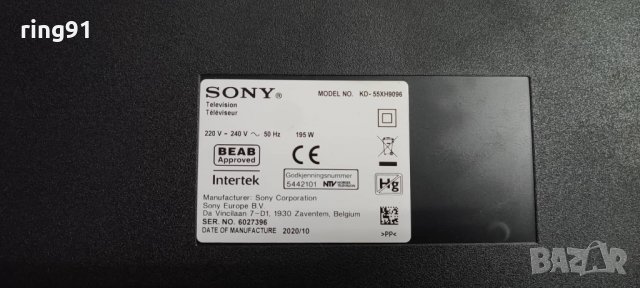 ring91
SONY®
MODEL NO. KD-55XH9096
Television
Téléviseur
220 V ~ 240 V ~ 50 Hz 195 W
BEAB
Approved
CE
Intertek
Godkjenningsnummer
5442101 NTV
Hg
Manufacturer: Sony Corporation
Sony Europe B.V.
Da Vincilaan 7-D1, 1930 Zaventem, Belgium
SER. NO. 6027396
DATE OF MANUFACTURE 2020/10
>PP<
BAZAR